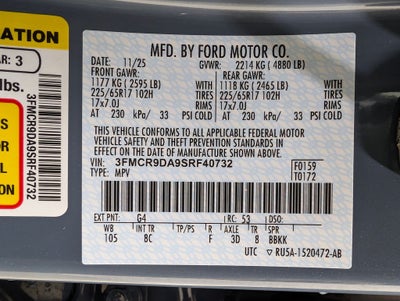 ATION
AR: 3
lbs.
3FMCR9DA9SRF40732
MFD. BY FORD MOTOR CO.
DATE: 11/25 GVWR: 2214 KG ( 4880 LB)
FRONT GAWR: REAR GAWR:
1177 KG ( 2595 LB) WITH 1118 KG ( 2465 LB) WITH
225/65R17 102H TIRES 225/65R17 102H TIRES
17x7.0J RIMS 17x7.0J RIMS
AT 230 kPa/ 33 PSI COLD AT 230 kPa/ 33 PSI COLD
THIS VEHICLE CONFORMS TO ALL APPLICABLE FEDERAL MOTOR
VEHICLE SAFETY AND THEFT PREVENTION STANDARDS IN
EFFECT ON THE DATE OF MANUFACTURE SHOWN ABOVE.
VIN: 3FMCR9DA9SRF40732 F0159
TYPE: MPV T0172
EXT PNT: G4 RC: 53 DSO:
WB INT TR TP/PS R AXLE TR SPR
105 8C F 3D 8 BBKK
UTC RU5A-1520472-AB